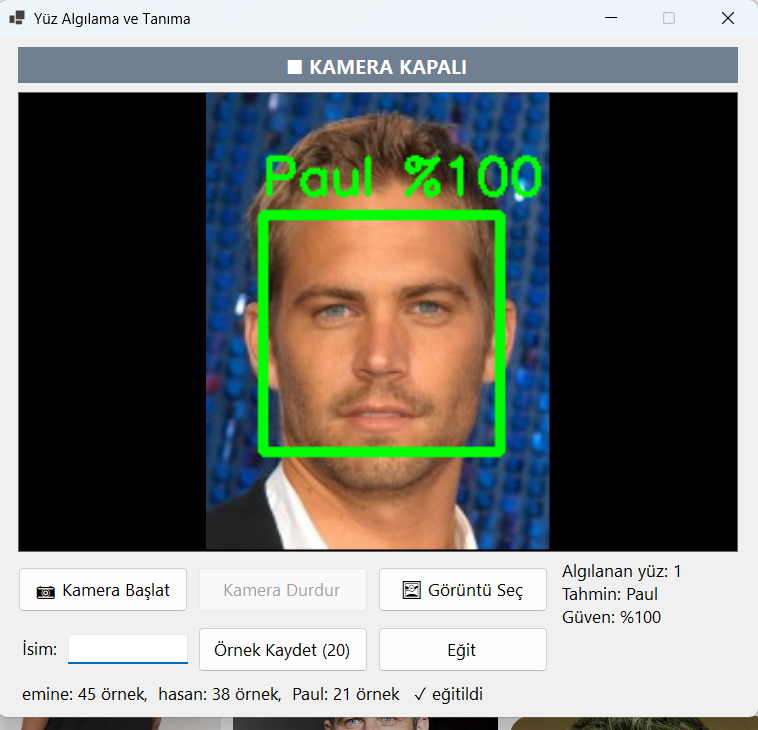 Yüz Algılama ve Tanıma
■ KAMERA KAPALI
Paul %100
Kamera Başlat
Kamera Durdur
Görüntü Seç
Algılanan yüz: 1
Tahmin: Paul
Güven: %100
İsim:
Örnek Kaydet (20)
Eğit
emine: 45 örnek,  hasan: 38 örnek,  Paul: 21 örnek  ✓ eğitildi